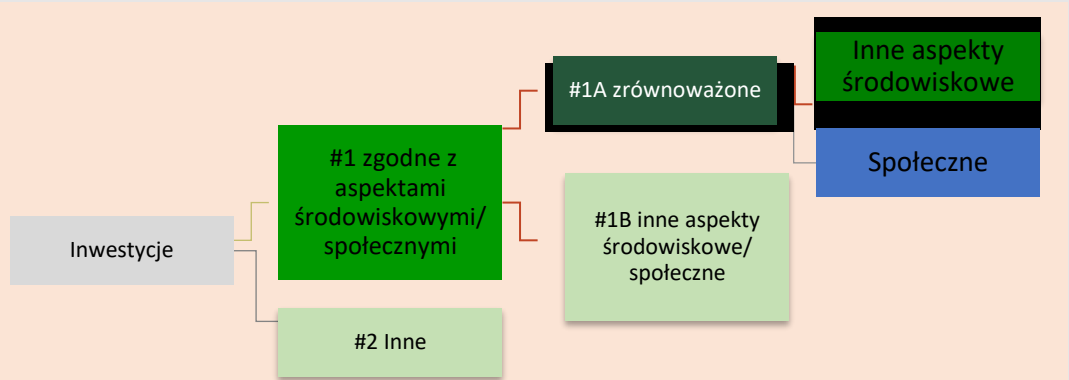 Inwestycje
#1 zgodne z
aspektami
środowiskowymi/
społecznymi
#2 Inne
#1A zrównoważone
#1B inne aspekty
środowiskowe/
społeczne
Inne aspekty
środowiskowe
Społeczne